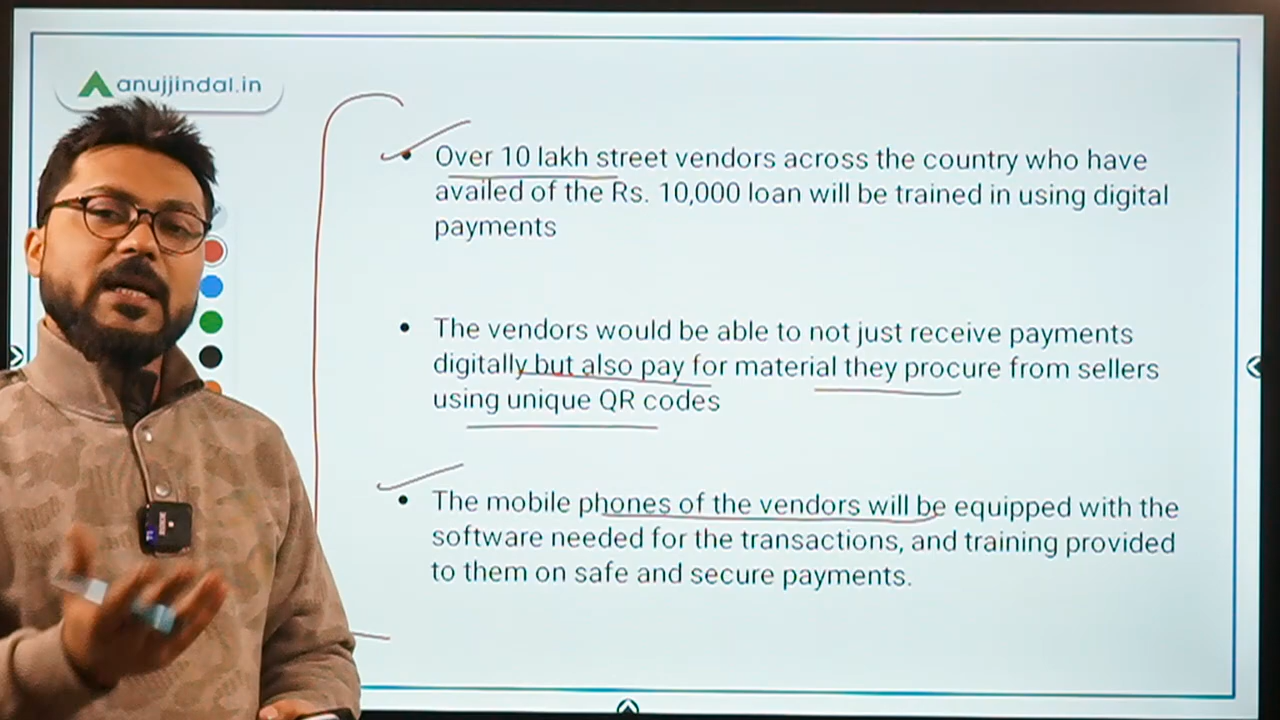 anujjindal.in
• Over 10 lakh street vendors across the country who have
availed of the Rs. 10,000 loan will be trained in using digital
payments
• The vendors would be able to not just receive payments
digitally but also pay for material they procure from sellers
using unique QR codes
• The mobile phones of the vendors will be equipped with the
software needed for the transactions, and training provided
to them on safe and secure payments.